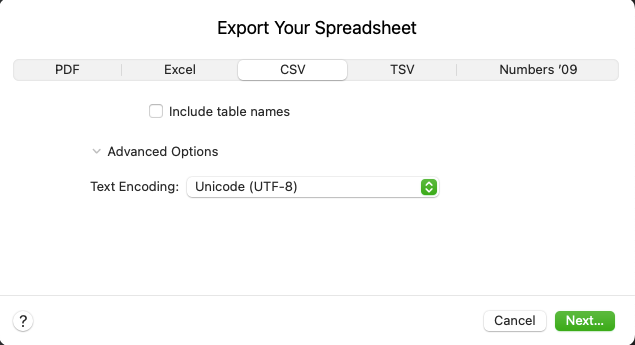 Export Your Spreadsheet
PDF Excel CSV TSV Numbers ’09
Include table names
Advanced Options
Text Encoding: Unicode (UTF-8)
? Cancel Next...